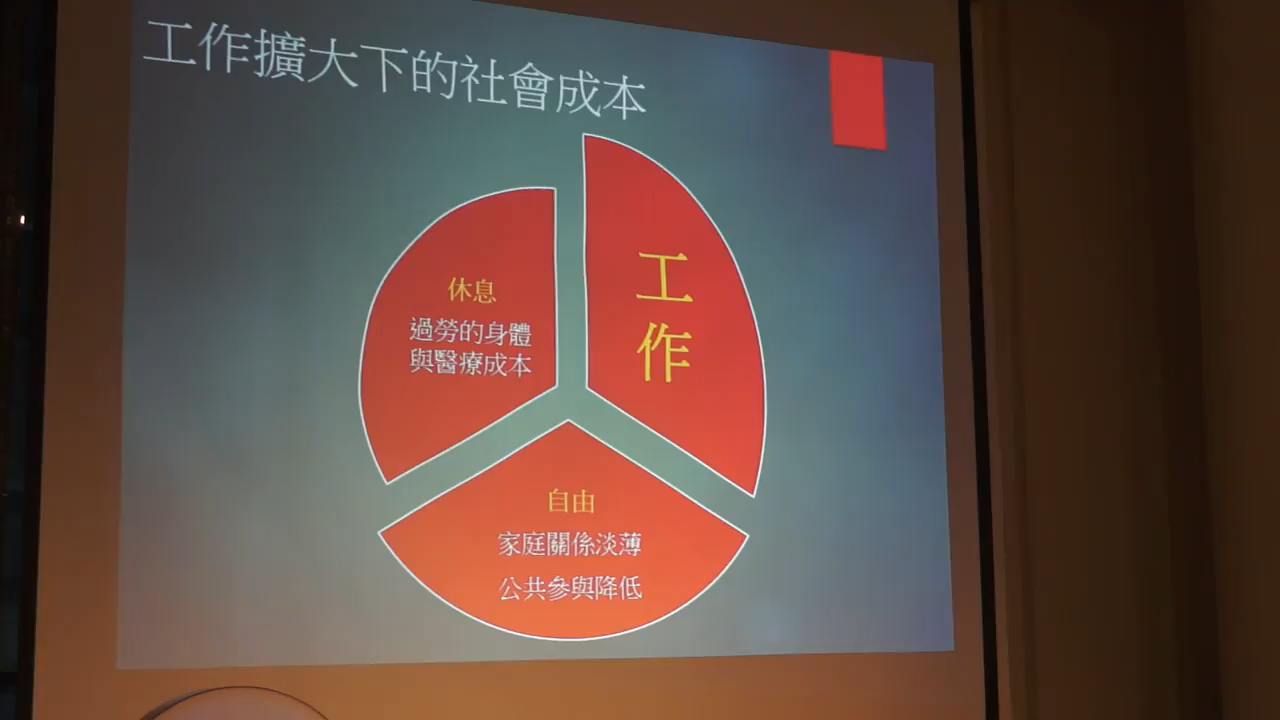 工作擴大下的社會成本
休息
過勞的身體
與醫療成本
工
作
自由
家庭關係淡薄
公共參與降低